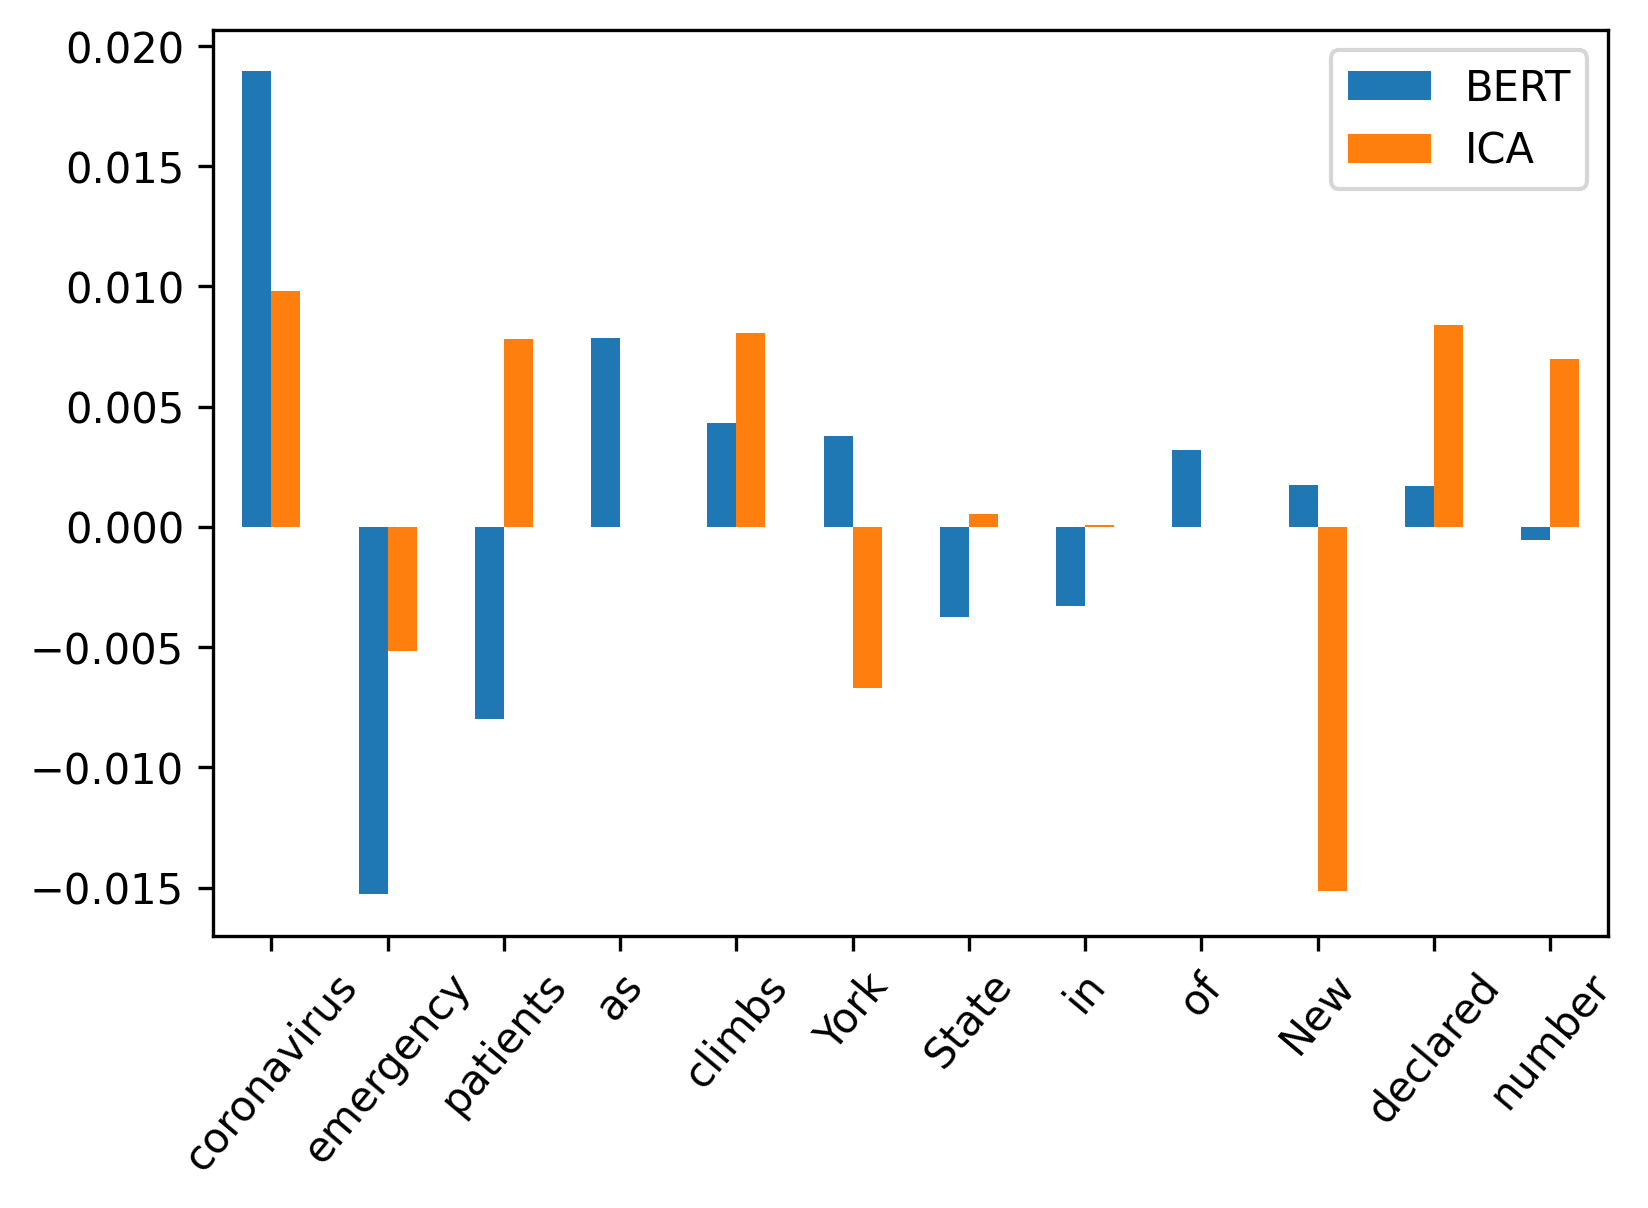 0.020
0.015
0.010
0.005
0.000
−0.005
−0.010
−0.015
BERT
ICA
coronavirus
emergency
patients
as
climbs
York
State
in
of
New
declared
number